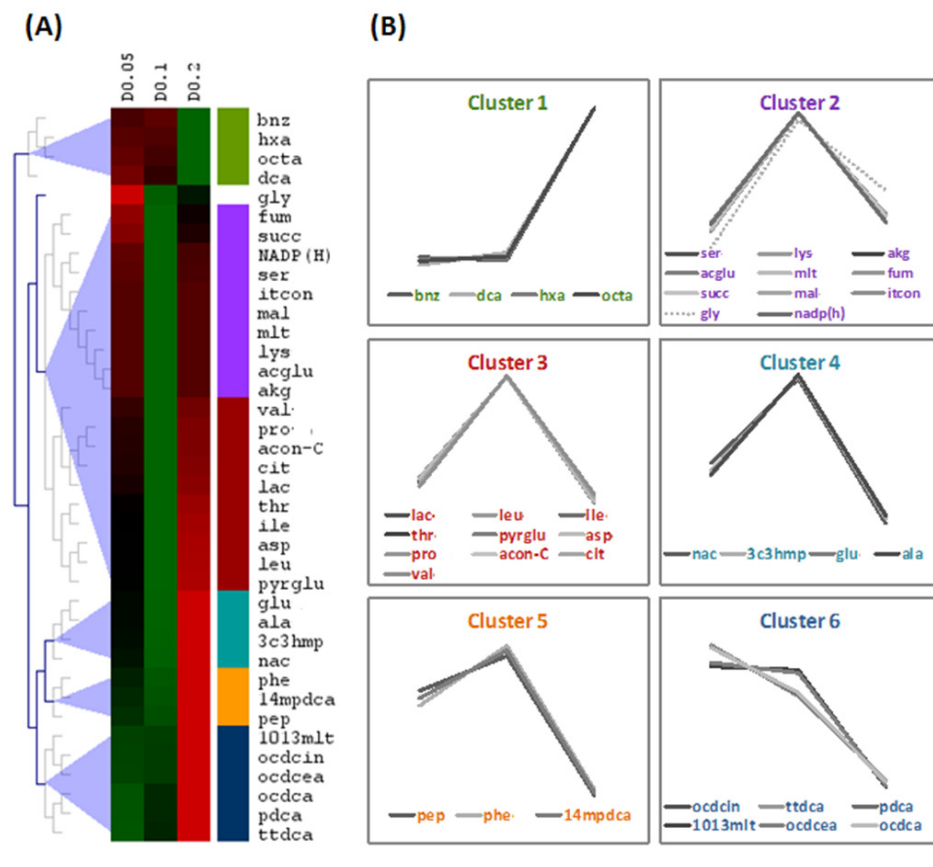 (A)
(B)
D0.05 D0.1 D0.2
bnz
hxa
octa
dca
gly
fum
succ
NADP(H)
ser
itcon
mal
mlt
lys
acglu
akg
val
pro
acon-C
cit
lac
thr
ile
asp
leu
pyrglu
glu
ala
3c3hmp
nac
phe
14mpdca
pep
1013mlt
ocdcin
ocdcea
ocdca
pdca
ttdca
Cluster 1
bnz dca hxa octa
Cluster 2
ser lys akg
acglu mlt fum
succ mal itcon
gly nadp(h)
Cluster 3
lac leu Ile
thr pyrglu asp
pro acon-C cit
val
Cluster 4
nac 3c3hmp glu ala
Cluster 5
pep phe 14mpdca
Cluster 6
ocdcin ttdca pdca
1013mlt ocdcea ocdca